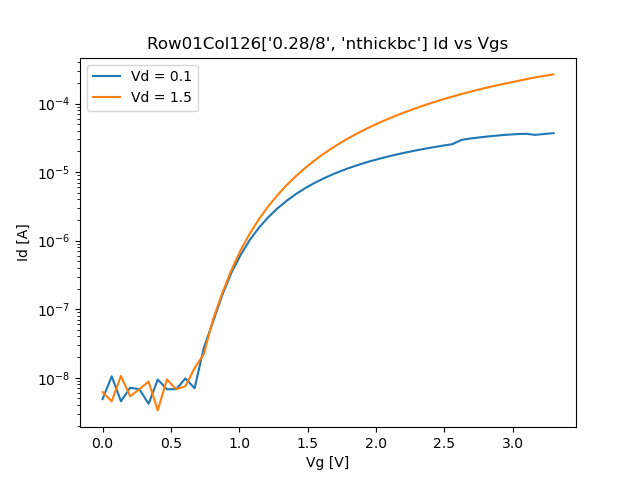 Row01Col126['0.28/8', 'nthickbc'] Id vs Vgs
Vd = 0.1
Vd = 1.5
Id [A]
10⁻⁴
10⁻⁵
10⁻⁶
10⁻⁷
10⁻⁸
0.0 0.5 1.0 1.5 2.0 2.5 3.0
Vg [V]